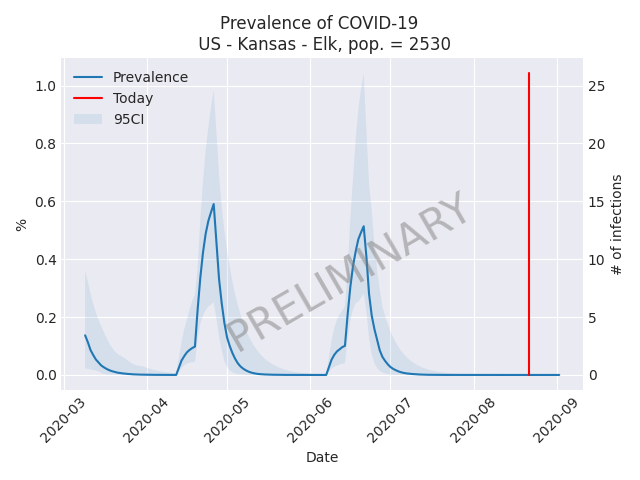 Prevalence of COVID-19
US - Kansas - Elk, pop. = 2530
Prevalence
Today
95CI
1.0
0.8
0.6
0.4
0.2
0.0
%
25
20
15
10
5
0
# of infections
PRELIMINARY
2020-03
2020-04
2020-05
2020-06
2020-07
2020-08
2020-09
Date